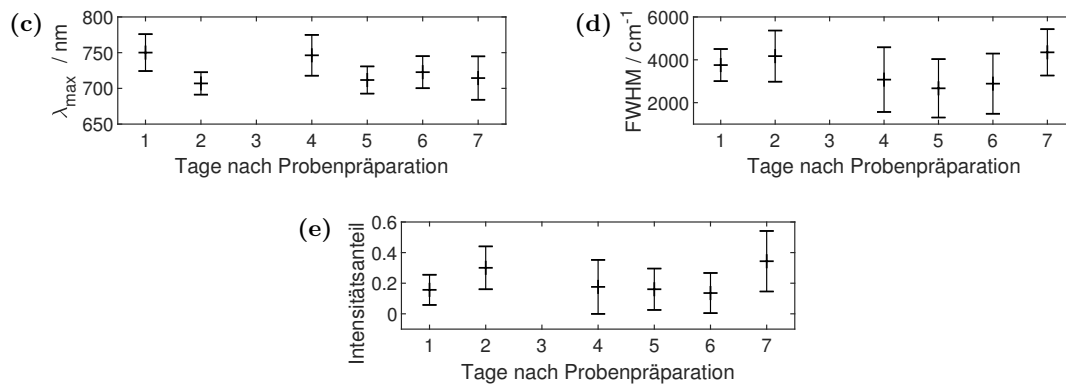 (c)
800
750
700
650
λmax / nm
1 2 3 4 5 6 7
Tage nach Probenpräparation
(d)
6000
4000
2000
FWHM / cm⁻¹
1 2 3 4 5 6 7
Tage nach Probenpräparation
(e)
0.6
0.4
0.2
0
Intensitätsanteil
1 2 3 4 5 6 7
Tage nach Probenpräparation